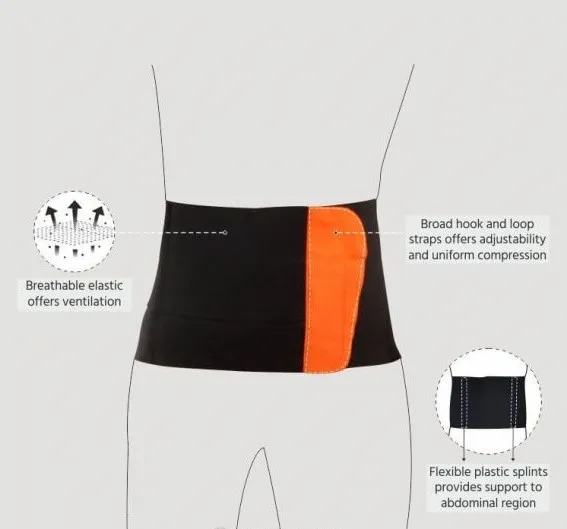 Breathable elastic
offers ventilation
Broad hook and loop
straps offers adjustability
and uniform compression
Flexible plastic splints
provides support to
abdominal region